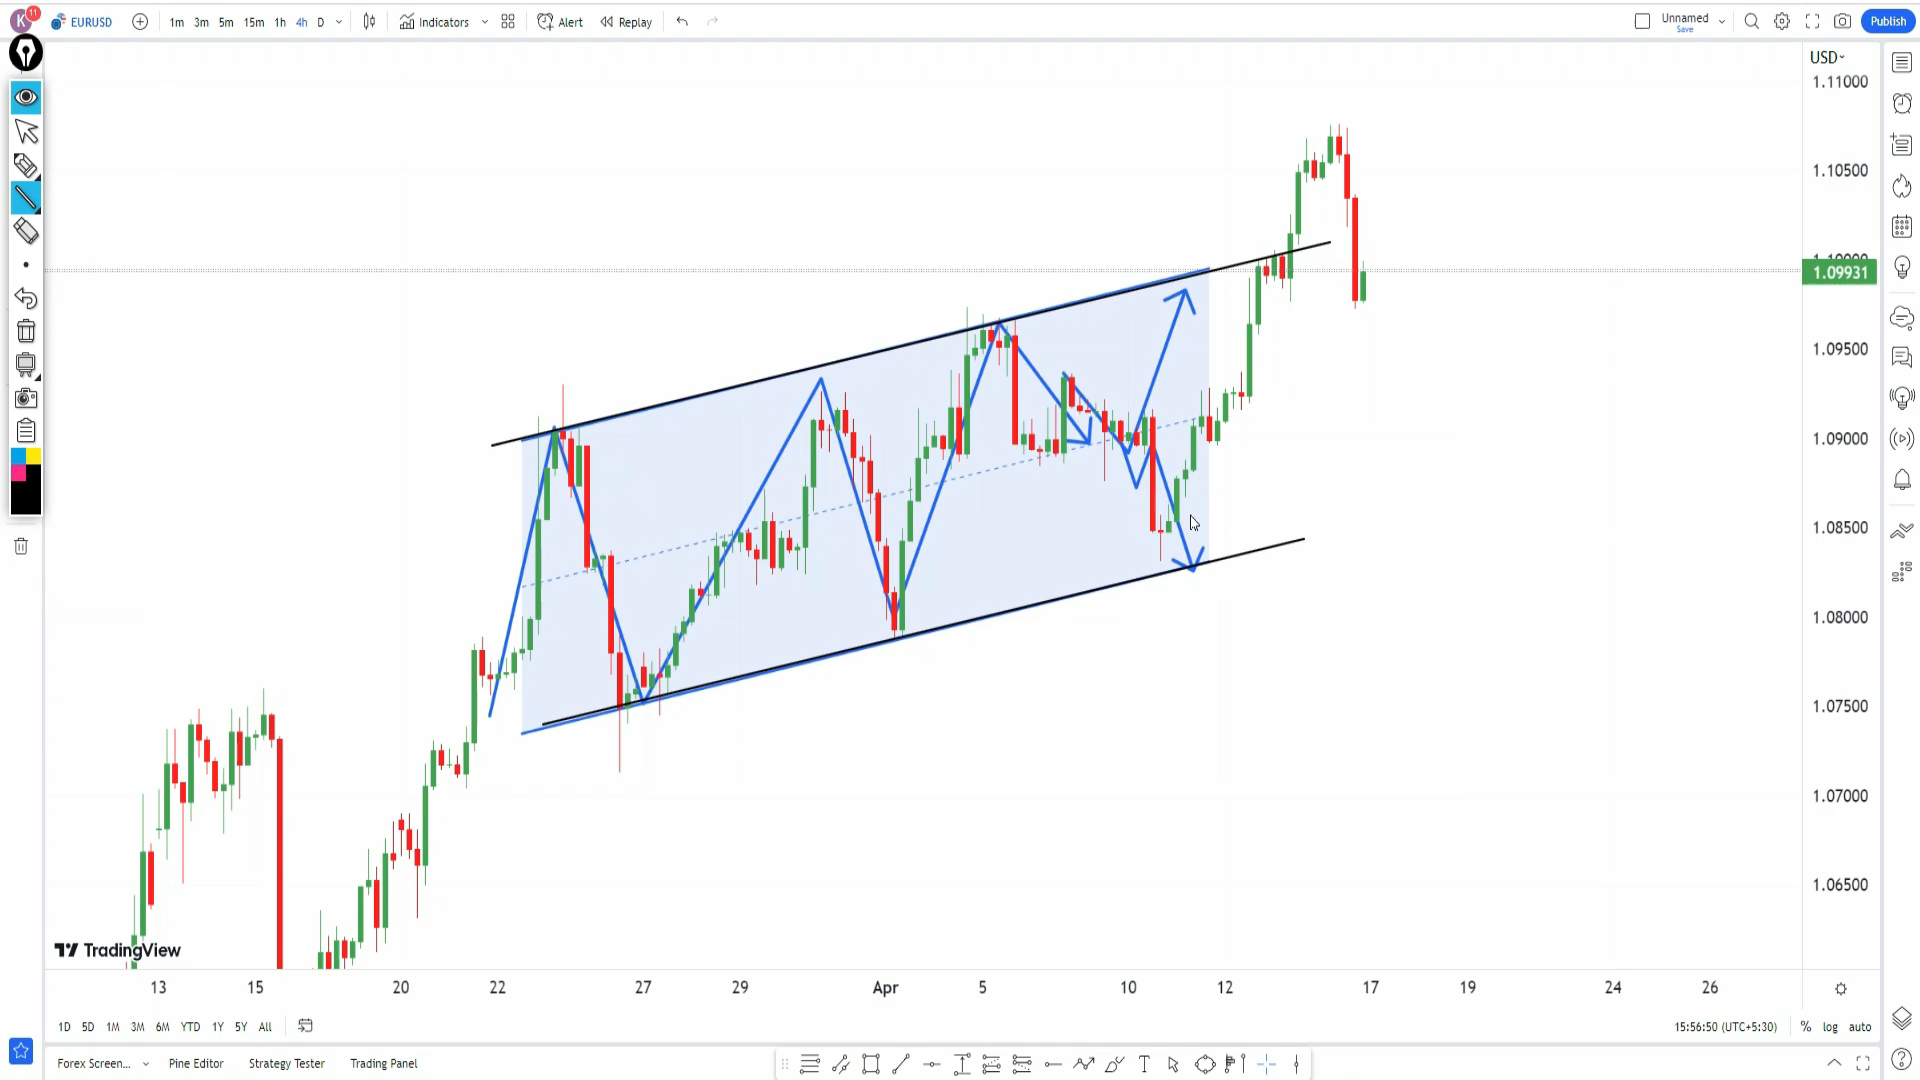 K 11 EURUSD 1m 3m 5m 15m 1h 4h D Indicators Alert Replay Unnamed Save Publish
USD
1.11000
1.10500
1.09931
1.09500
1.09000
1.08500
1.08000
1.07500
1.07000
1.06500
TradingView
13 15 20 22 27 29 Apr 5 10 12 17 19 24 26
1D 5D 1M 3M 6M YTD 1Y 5Y All 15:56:50 (UTC+5:30) % log auto
Forex Screen... Pine Editor Strategy Tester Trading Panel